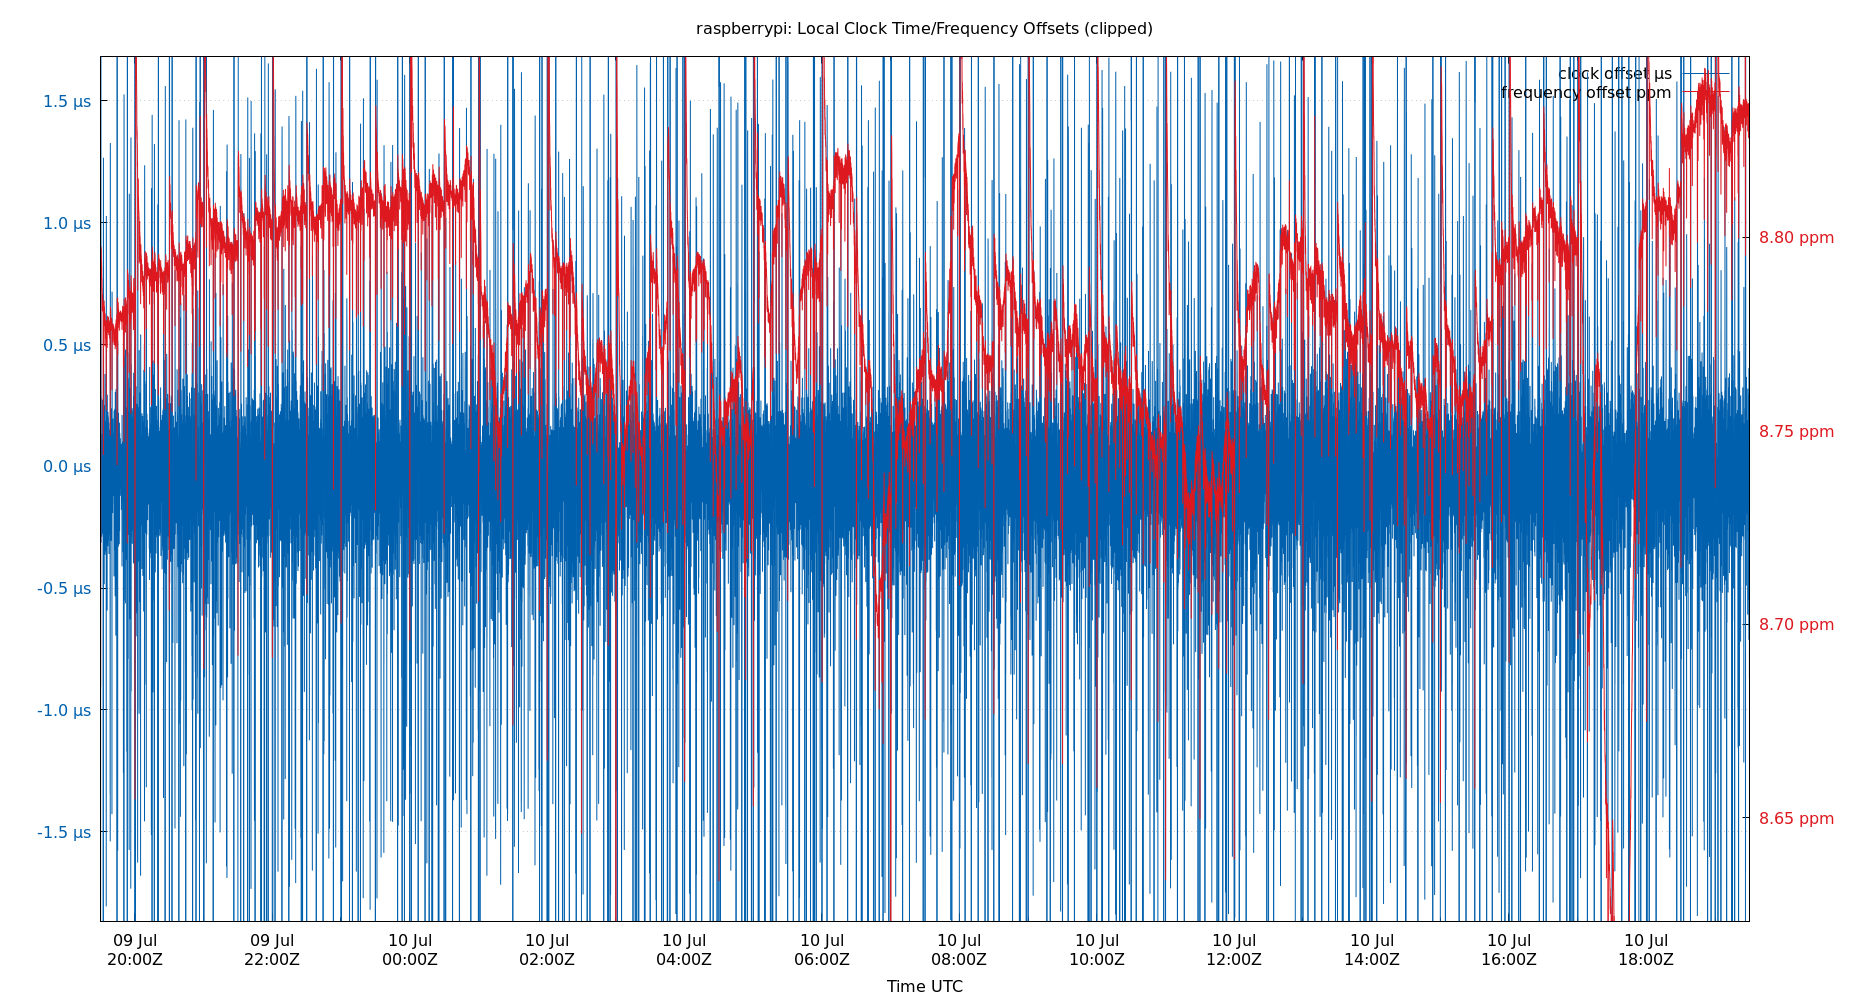 raspberrypi: Local Clock Time/Frequency Offsets (clipped)
clock offset µs
frequency offset ppm
1.5 µs
1.0 µs
0.5 µs
0.0 µs
-0.5 µs
-1.0 µs
-1.5 µs
8.80 ppm
8.75 ppm
8.70 ppm
8.65 ppm
09 Jul 09 Jul 10 Jul 10 Jul 10 Jul 10 Jul 10 Jul 10 Jul 10 Jul 10 Jul 10 Jul 10 Jul
20:00Z 22:00Z 00:00Z 02:00Z 04:00Z 06:00Z 08:00Z 10:00Z 12:00Z 14:00Z 16:00Z 18:00Z
Time UTC